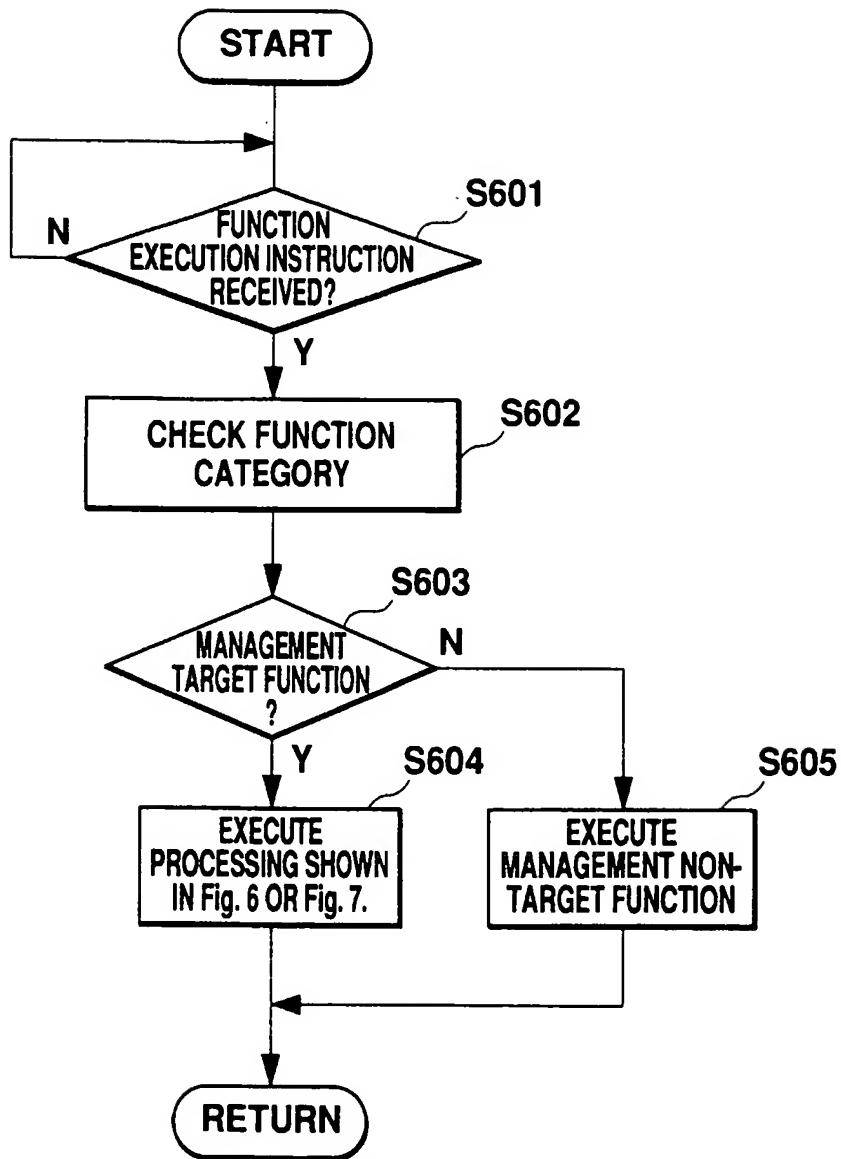 START
S601
N
FUNCTION
EXECUTION INSTRUCTION
RECEIVED?
Y
S602
CHECK FUNCTION
CATEGORY
S603
MANAGEMENT
TARGET FUNCTION
?
N
Y
S604
EXECUTE
PROCESSING SHOWN
IN Fig. 6 OR Fig. 7.
S605
EXECUTE
MANAGEMENT NON-
TARGET FUNCTION
RETURN